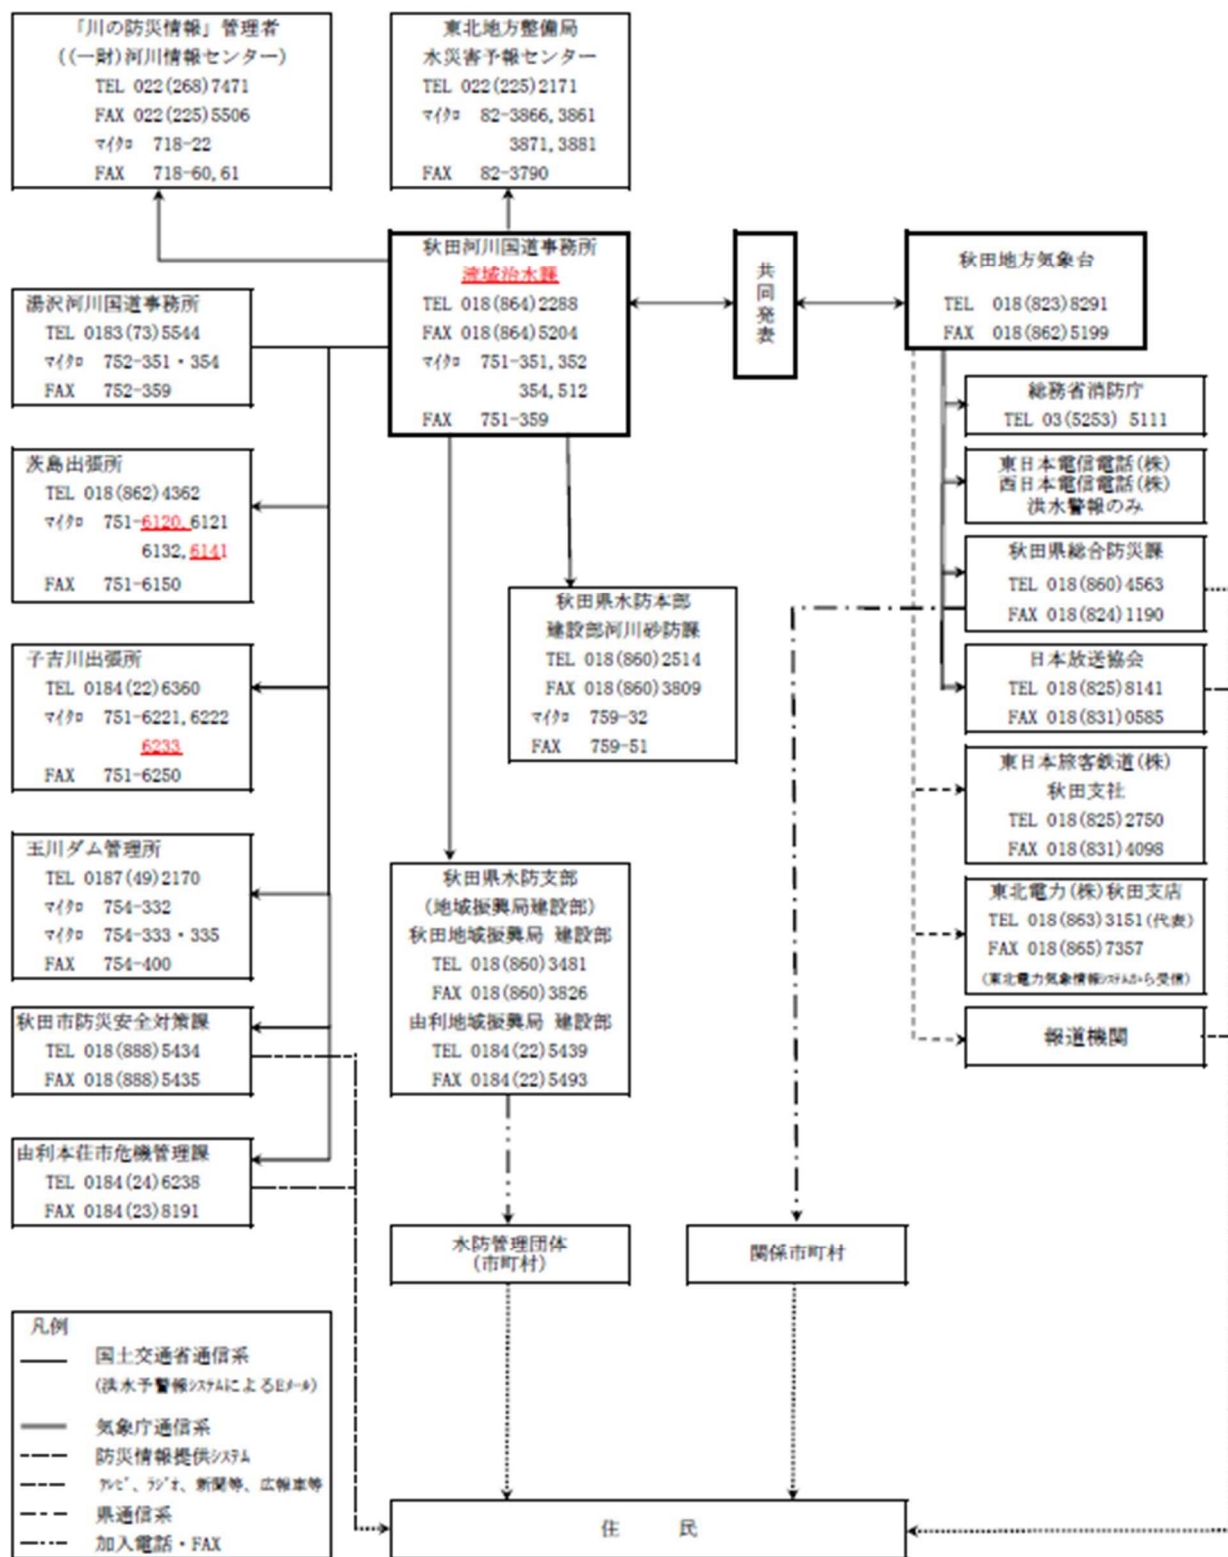 「川の防災情報」管理者
((一財)河川情報センター)
TEL 022(268)7471
FAX 022(225)5506
マイクロ 718-22
FAX 718-60,61
東北地方整備局
水災害予報センター
TEL 022(225)2171
マイクロ 82-3866,3861
3871,3881
FAX 82-3790
秋田河川国道事務所
流域治水課
TEL 018(864)2288
FAX 018(864)5204
マイクロ 751-351,352
354,512
FAX 751-359
共同発表
秋田地方気象台
TEL 018(823)8291
FAX 018(862)5199
湯沢河川国道事務所
TEL 0183(73)5544
マイクロ 752-351・354
FAX 752-359
茨島出張所
TEL 018(862)4362
マイクロ 751-6120,6121
6132,6141
FAX 751-6150
子吉川出張所
TEL 0184(22)6360
マイクロ 751-6221,6222
6233
FAX 751-6250
玉川ダム管理所
TEL 0187(49)2170
マイクロ 754-332
マイクロ 754-333・335
FAX 754-400
秋田市防災安全対策課
TEL 018(888)5434
FAX 018(888)5435
由利本荘市危機管理課
TEL 0184(24)6238
FAX 0184(23)8191
秋田県水防本部
建設部河川砂防課
TEL 018(860)2514
FAX 018(860)3809
マイクロ 759-32
FAX 759-51
秋田県水防支部
(地域振興局建設部)
秋田地域振興局 建設部
TEL 018(860)3481
FAX 018(860)3826
由利地域振興局 建設部
TEL 0184(22)5439
FAX 0184(22)5493
総務省消防庁
TEL 03(5253) 5111
東日本電信電話(株)
西日本電信電話(株)
洪水警報のみ
秋田県総合防災課
TEL 018(860)4563
FAX 018(824)1190
日本放送協会
TEL 018(825)8141
FAX 018(831)0585
東日本旅客鉄道(株)
秋田支社
TEL 018(825)2750
FAX 018(831)4098
東北電力(株)秋田支店
TEL 018(863)3151(代表)
FAX 018(865)7357
(東北電力気象情報システムから受信)
報道機関
水防管理団体
(市町村)
関係市町村
凡例
国土交通省通信系
(洪水予警報システムによるEメール)
気象庁通信系
防災情報提供システム
テレビ、ラジオ、新聞等、広報車等
県通信系
加入電話・FAX
住 民